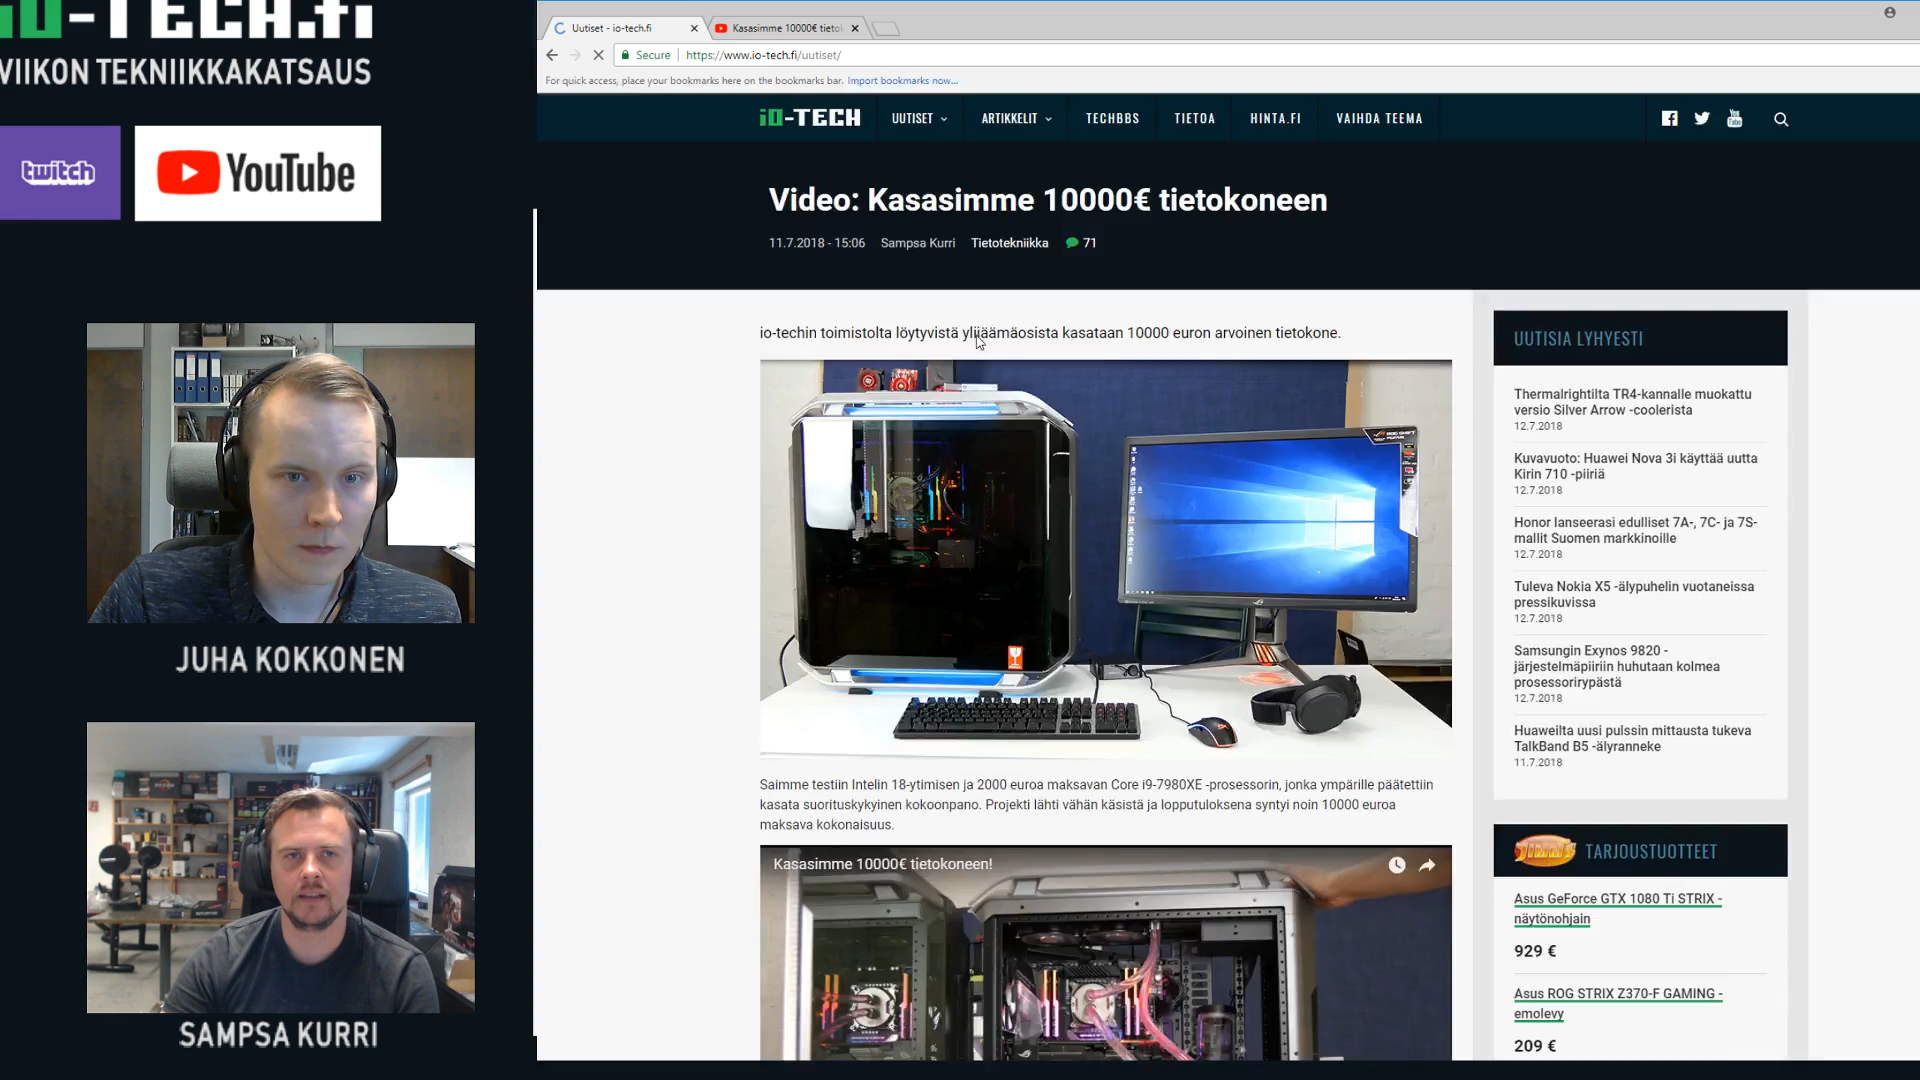 iO-TECH.fi
VIIKON TEKNIIKKAKATSAUS
twitch
YouTube
JUHA KOKKONEN
SAMPSA KURRI
Uutiset - io-tech.fi
Kasasimme 10000€ tietok
Secure
https://www.io-tech.fi/uutiset/
For quick access, place your bookmarks here on the bookmarks bar. Import bookmarks now...
iO-TECH
UUTISET
ARTIKKELIT
TECHBBS
TIETOA
HINTA.FI
VAIHDA TEEMA
You Tube
Video: Kasasimme 10000€ tietokoneen
11.7.2018 - 15:06 Sampsa Kurri Tietotekniikka 71
io-techin toimistolta löytyvistä ylijäämäosista kasataan 10000 euron arvoinen tietokone.
Saimme testiin Intelin 18-ytimisen ja 2000 euroa maksavan Core i9-7980XE -prosessorin, jonka ympärille päätettiin
kasata suorituskykyinen kokoonpano. Projekti lähti vähän käsistä ja lopputuloksena syntyi noin 10000 euroa
maksava kokonaisuus.
Kasasimme 10000€ tietokoneen!
UUTISIA LYHYESTI
Thermalrightilta TR4-kannalle muokattu
versio Silver Arrow -coolerista
12.7.2018
Kuvavuoto: Huawei Nova 3i käyttää uutta
Kirin 710 -piiriä
12.7.2018
Honor lanseerasi edulliset 7A-, 7C- ja 7S-
mallit Suomen markkinoille
12.7.2018
Tuleva Nokia X5 -älypuhelin vuotaneissa
pressikuvissa
12.7.2018
Samsungin Exynos 9820 -
järjestelmäpiiriin huhutaan kolmea
prosessorirypästä
12.7.2018
Huaweilta uusi pulssin mittausta tukeva
TalkBand B5 -älyranneke
11.7.2018
JIMMS
TARJOUSTUOTTEET
Asus GeForce GTX 1080 Ti STRIX -
näytönohjain
929 €
Asus ROG STRIX Z370-F GAMING -
emolevy
209 €